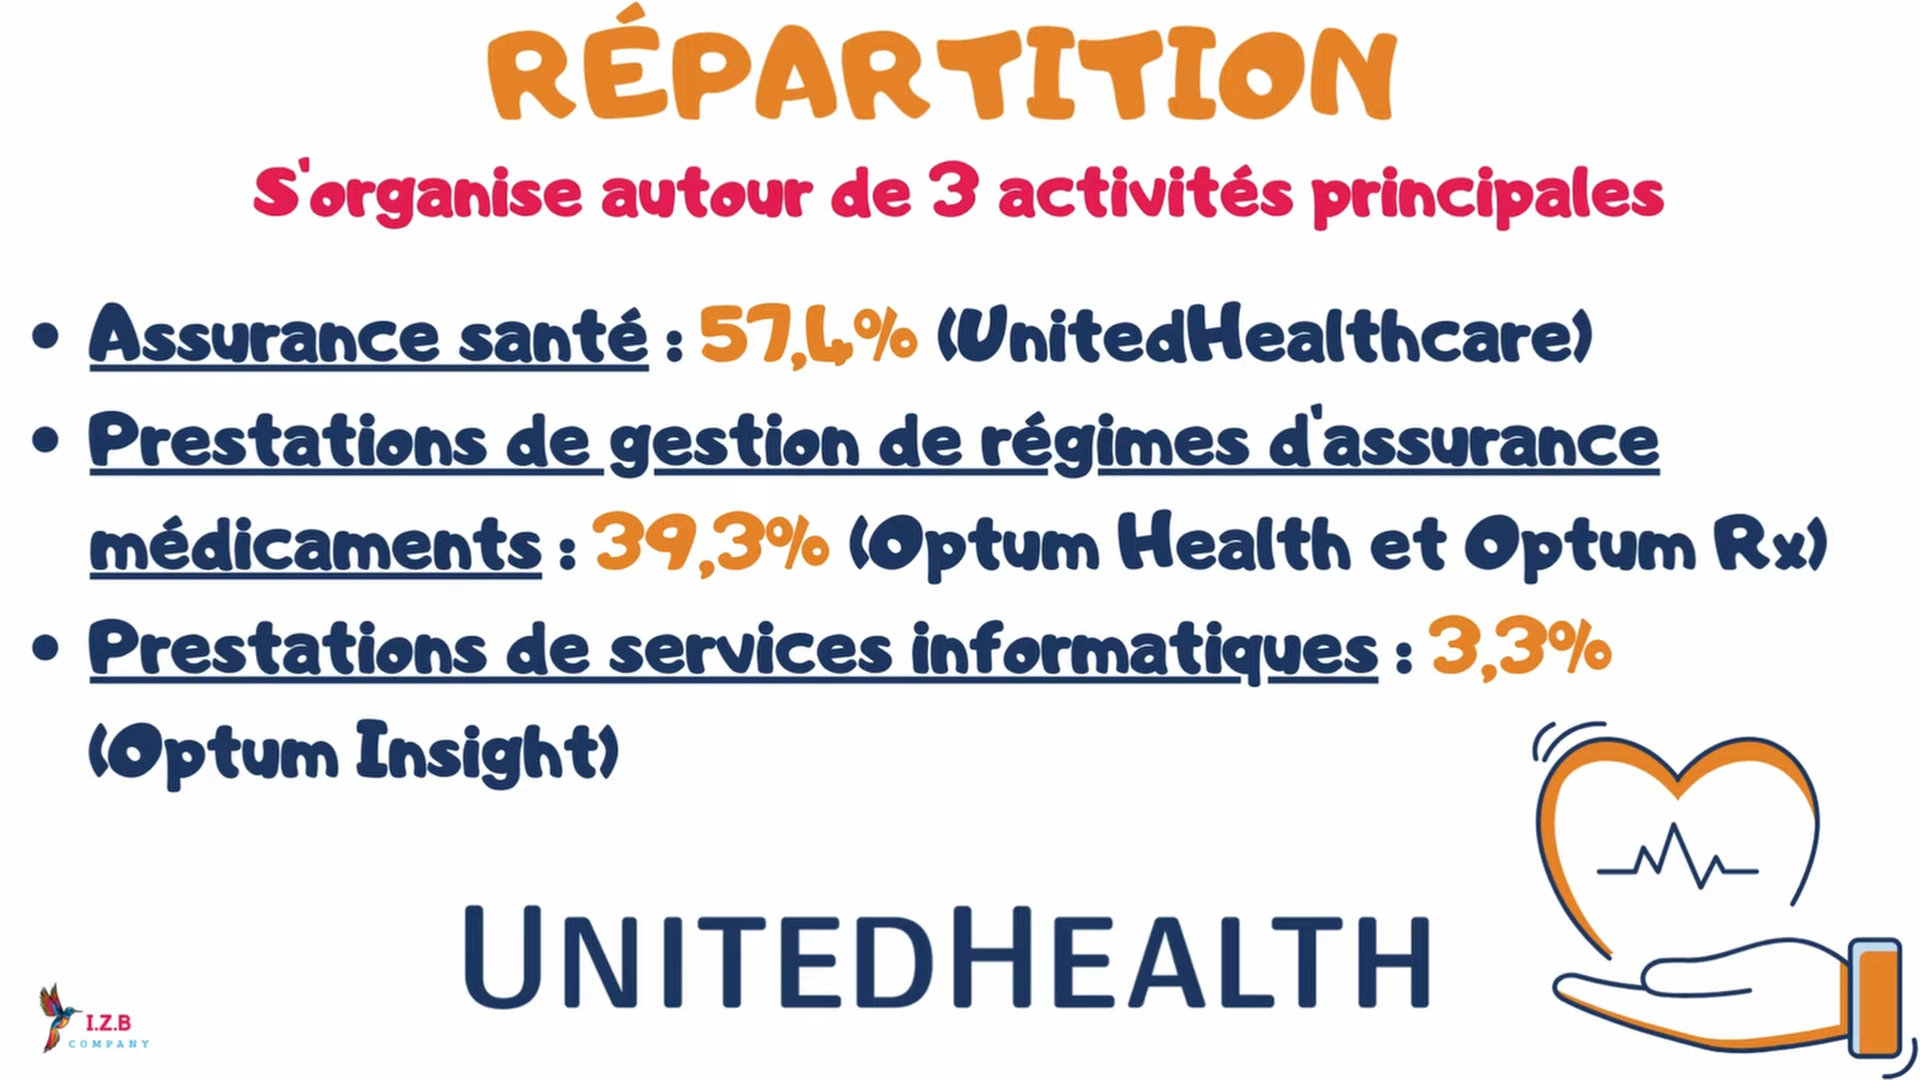 RÉPARTITION
S'organise autour de 3 activités principales
• Assurance santé : 57,4% (UnitedHealthcare)
• Prestations de gestion de régimes d'assurance
médicaments : 39,3% (Optum Health et Optum Rx)
• Prestations de services informatiques : 3,3%
(Optum Insight)
UNITEDHEALTH
I.Z.B
COMPANY